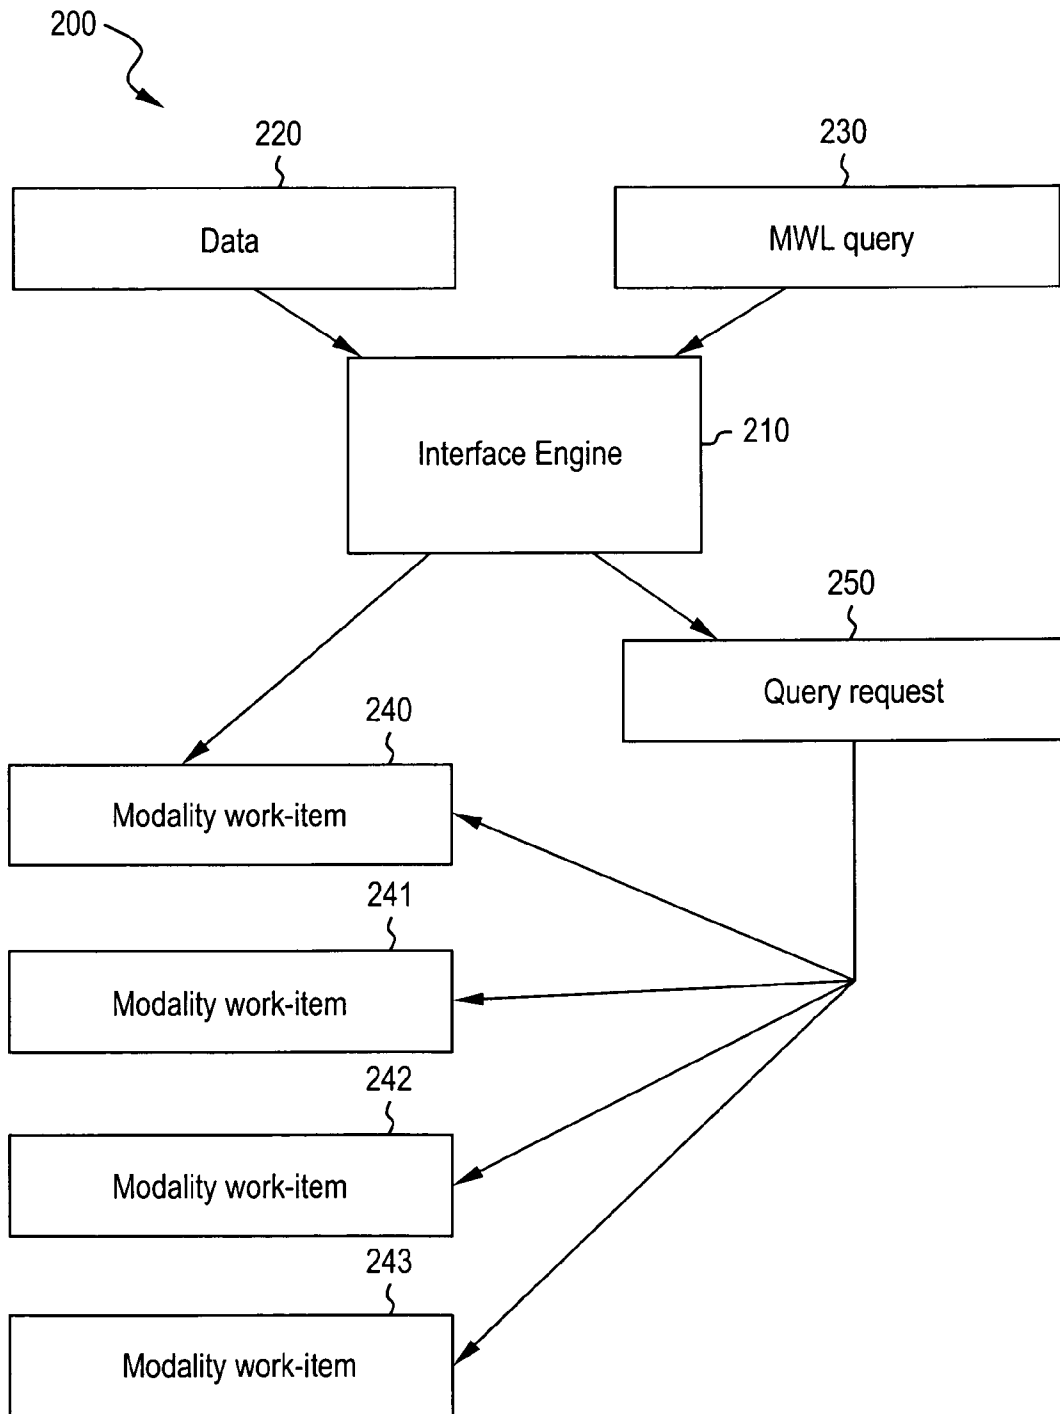 200
220
230
Data
MWL query
Interface Engine
210
250
Query request
240
Modality work-item
241
Modality work-item
242
Modality work-item
243
Modality work-item